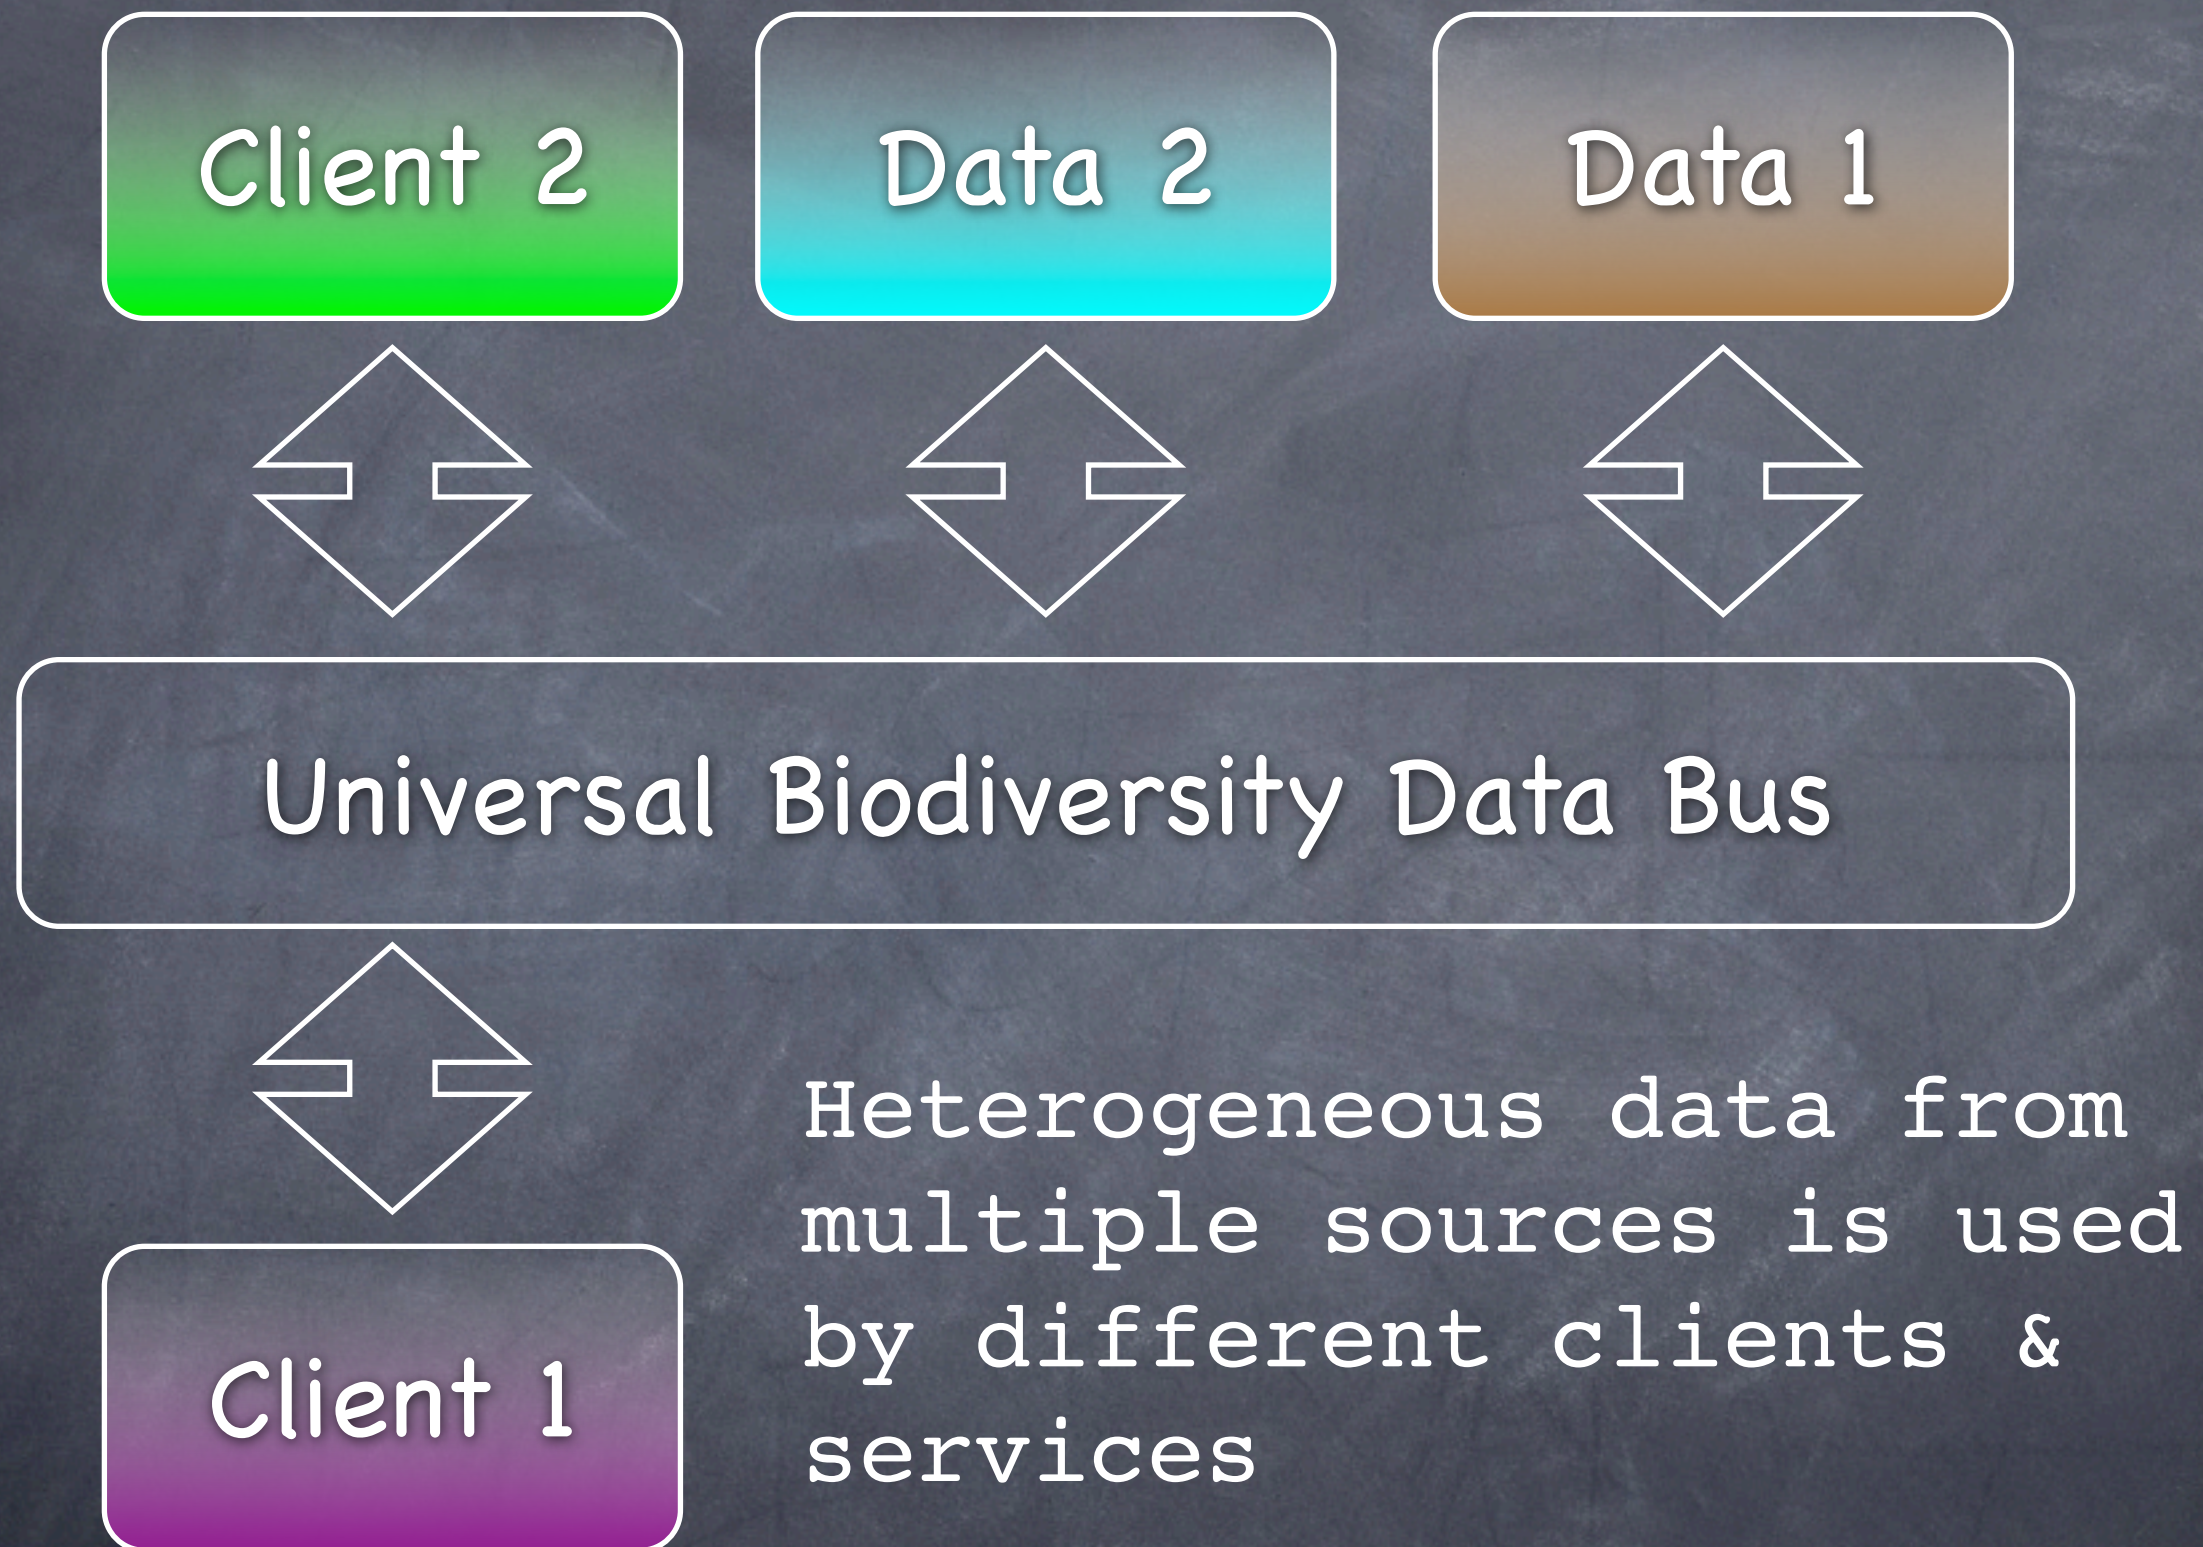 Client 2
Data 2
Data 1
Universal Biodiversity Data Bus
Heterogeneous data from
multiple sources is used
by different clients &
services
Client 1